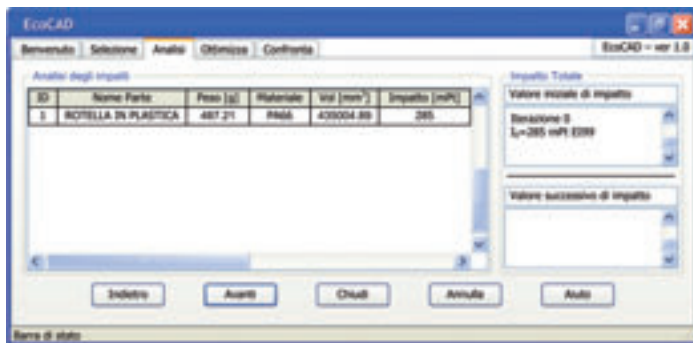 EcoCAD
Benvenuto Selezione Analisi Ottimizza Confronta
EcoCAD - ver 1.0
Analisi degli impatti
Impatto Totale
ID Nome Parte Peso [g] Materiale Vol [mm³] Impatto [mPt]
1 ROTELLA IN PLASTICA 487.21 PA66 435004.89 285
Valore iniziale di impatto
Iterazione 0
I₀=285 mPt EI99
Valore successivo di impatto
Indietro Avanti Chiudi Annulla Aiuto
Barra di stato